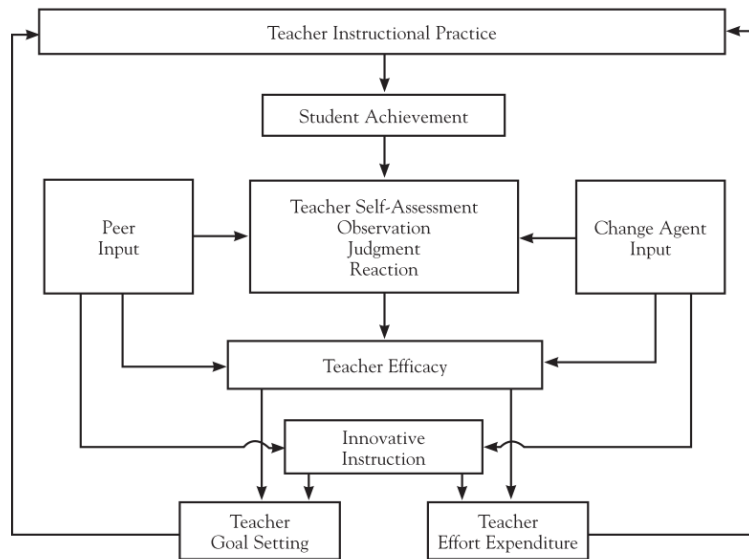 Teacher Instructional Practice
Student Achievement
Peer
Input
Teacher Self-Assessment
Observation
Judgment
Reaction
Change Agent
Input
Teacher Efficacy
Innovative
Instruction
Teacher
Goal Setting
Teacher
Effort Expenditure